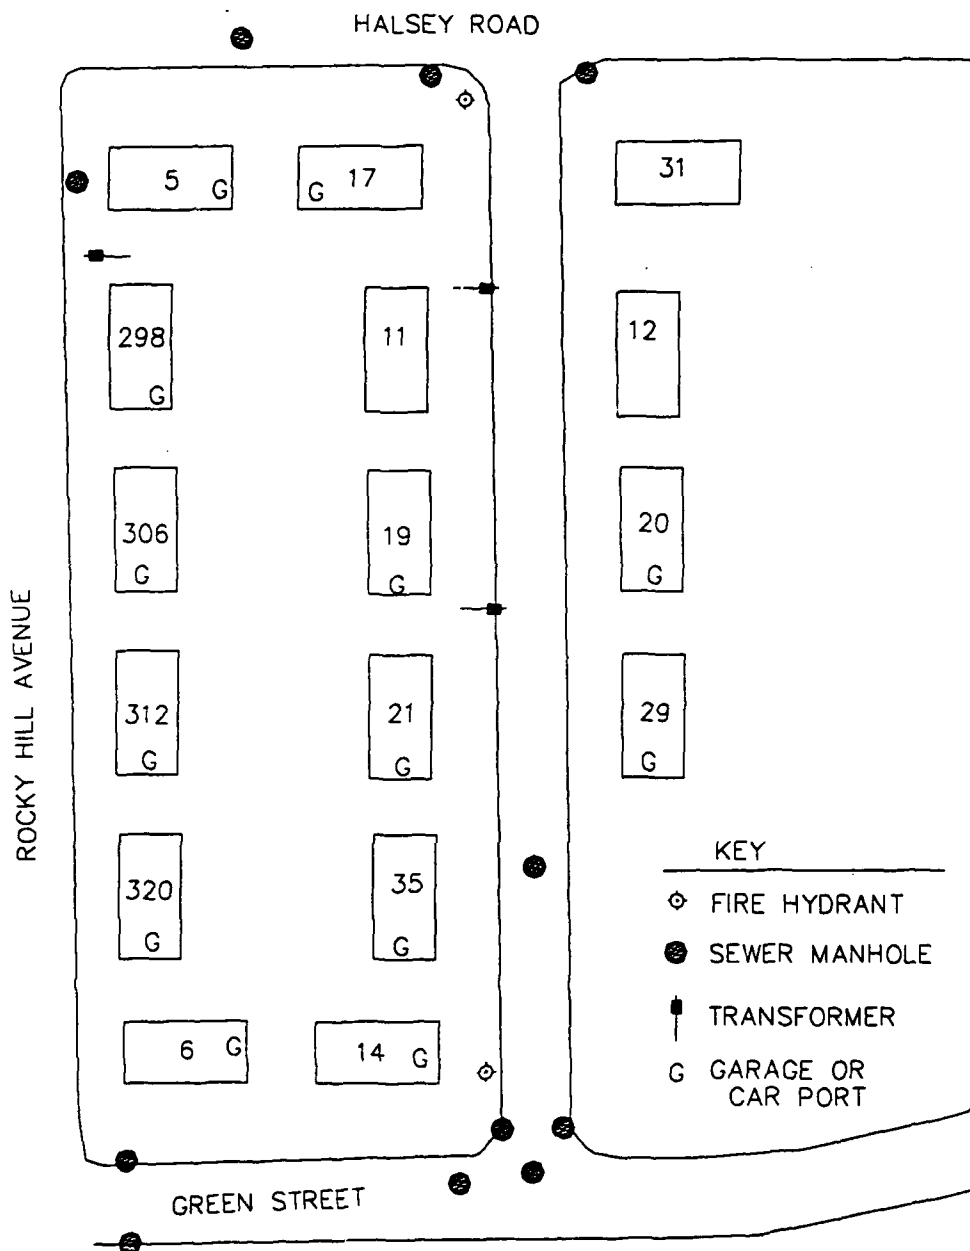 HALSEY ROAD
5 G
G 17
31
298
G
11
12
306
G
19
G
20
G
ROCKY HILL AVENUE
312
G
21
G
29
G
320
G
35
G
6 G
14 G
KEY
FIRE HYDRANT
SEWER MANHOLE
TRANSFORMER
G GARAGE OR
CAR PORT
GREEN STREET